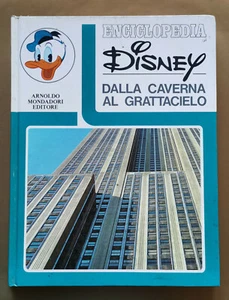 ENCICLOPEDIA
Disney
DALLA CAVERNA
AL GRATTACIELO
ARNOLDO
MONDADORI
EDITORE